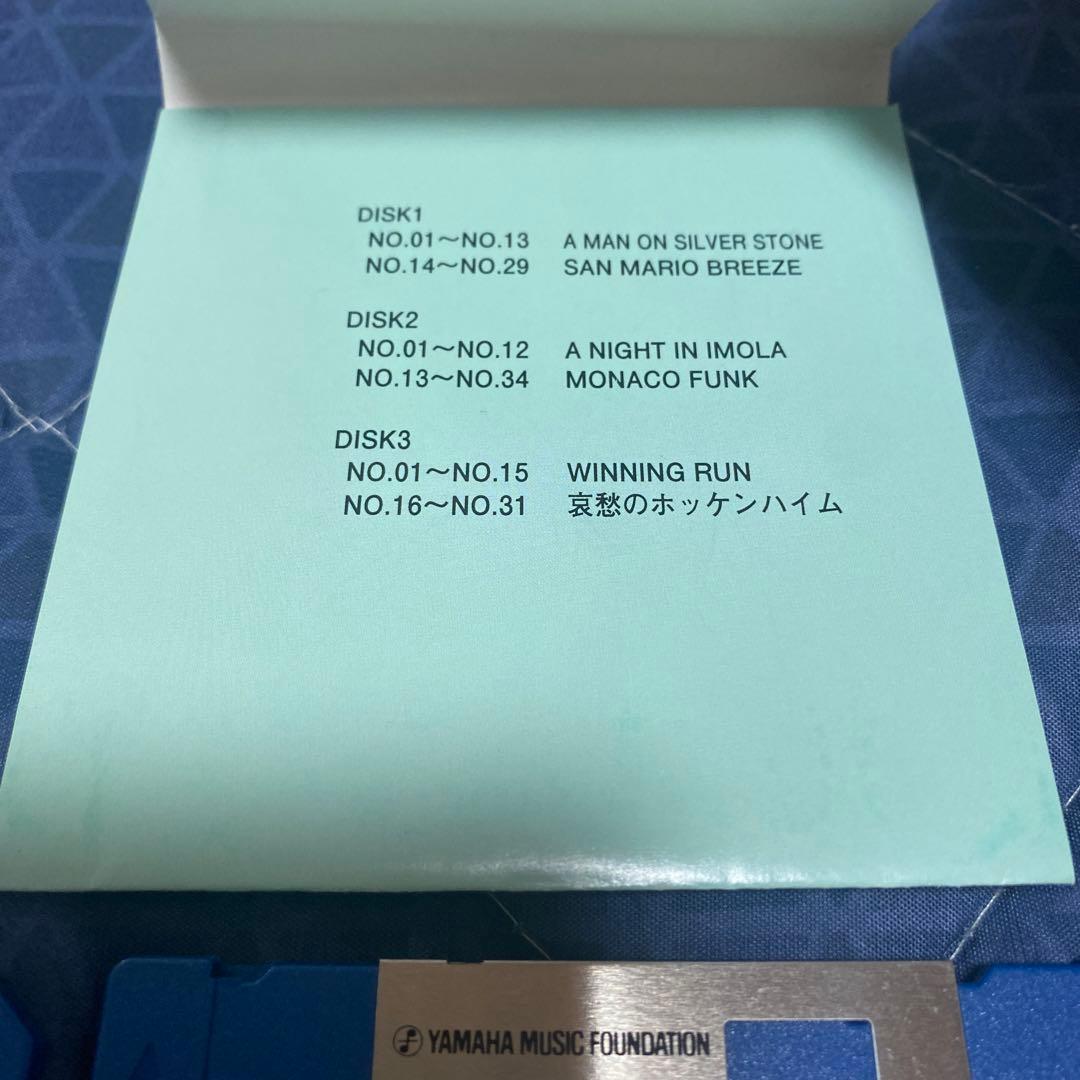 DISK1
NO.01〜NO.13 A MAN ON SILVER STONE
NO.14〜NO.29 SAN MARIO BREEZE
DISK2
NO.01〜NO.12 A NIGHT IN IMOLA
NO.13〜NO.34 MONACO FUNK
DISK3
NO.01〜NO.15 WINNING RUN
NO.16〜NO.31 哀愁のホッケンハイム
YAMAHA MUSIC FOUNDATION